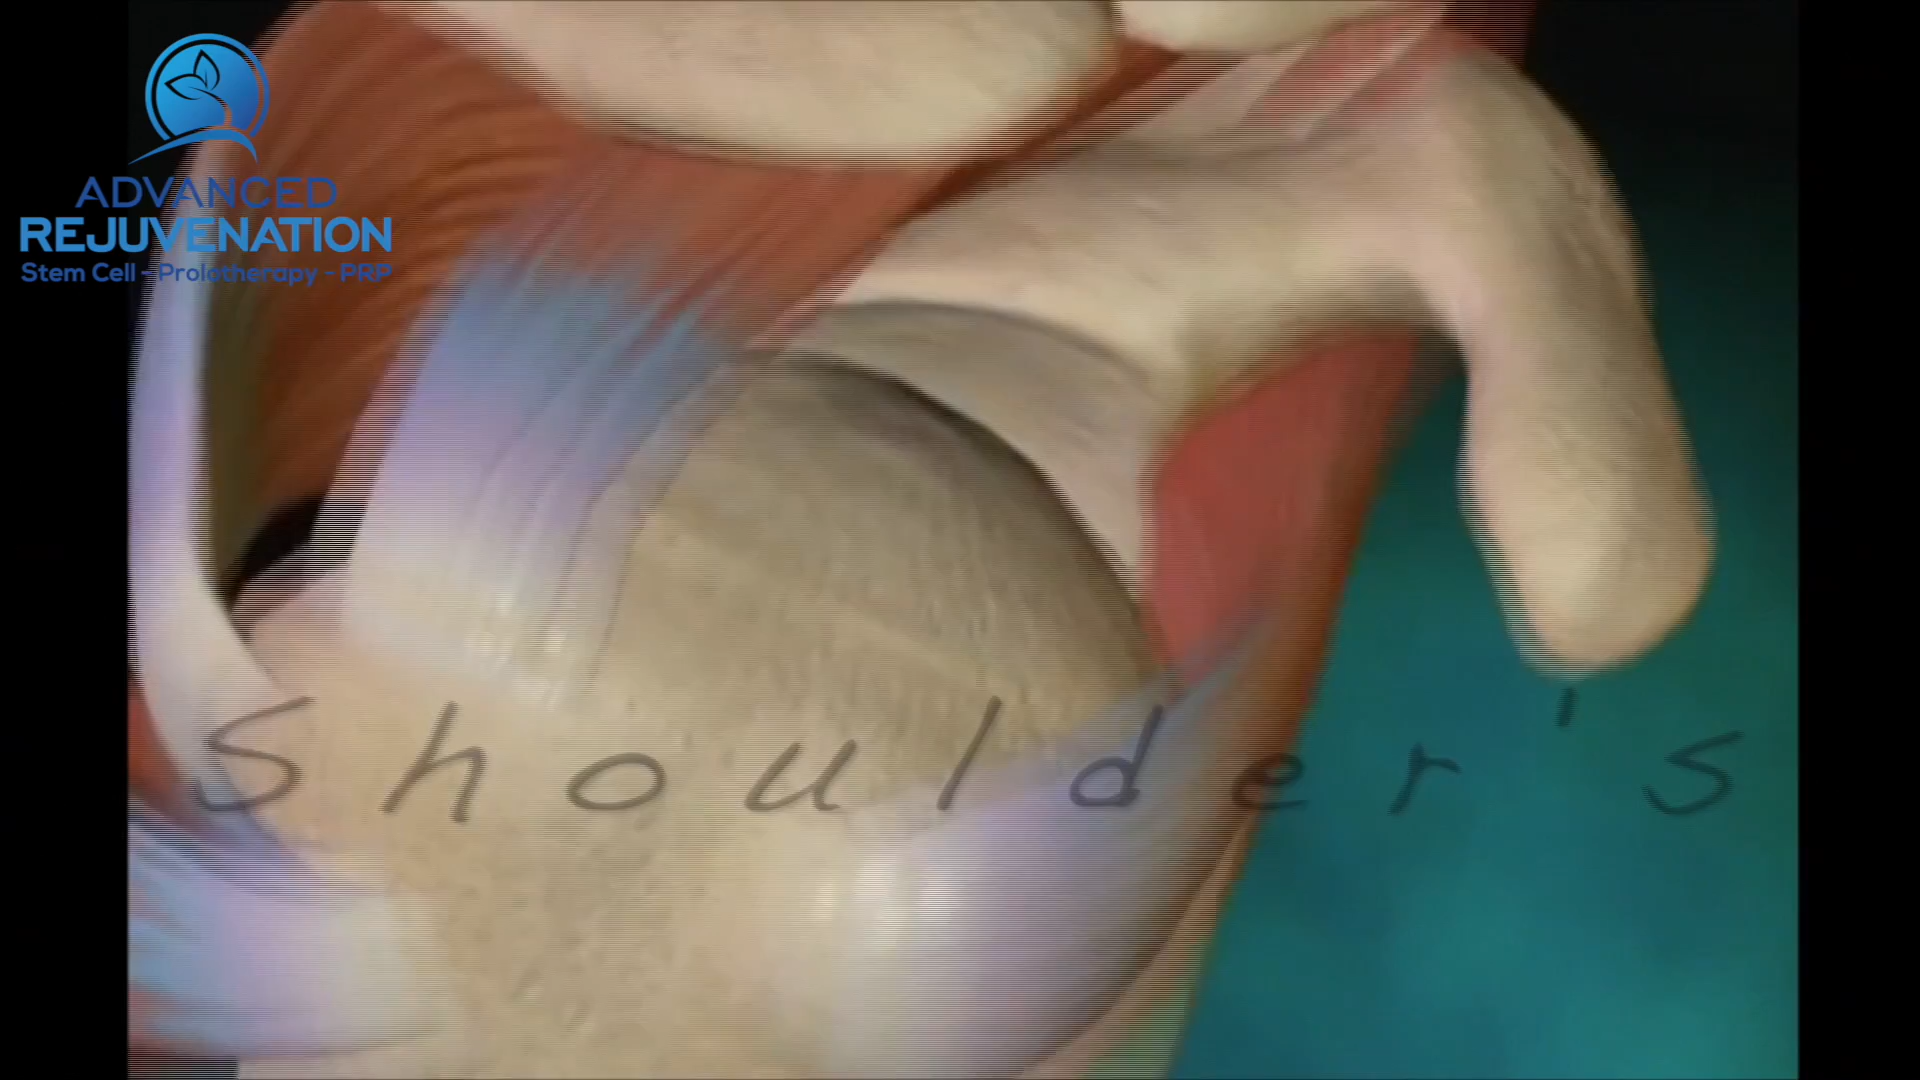 ADVANCED
REJUVENATION
Stem Cell - Prolotherapy - PRP
Shoulder's